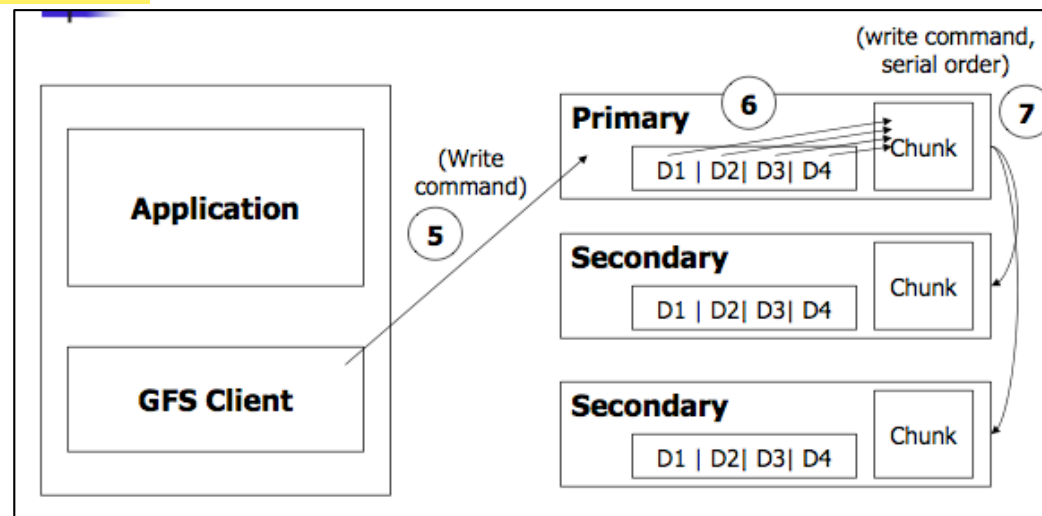 (write command,
serial order)
6
7
Primary
Chunk
D1 | D2| D3| D4
(Write
command)
5
Application
Secondary
Chunk
D1 | D2| D3| D4
GFS Client
Secondary
Chunk
D1 | D2| D3| D4